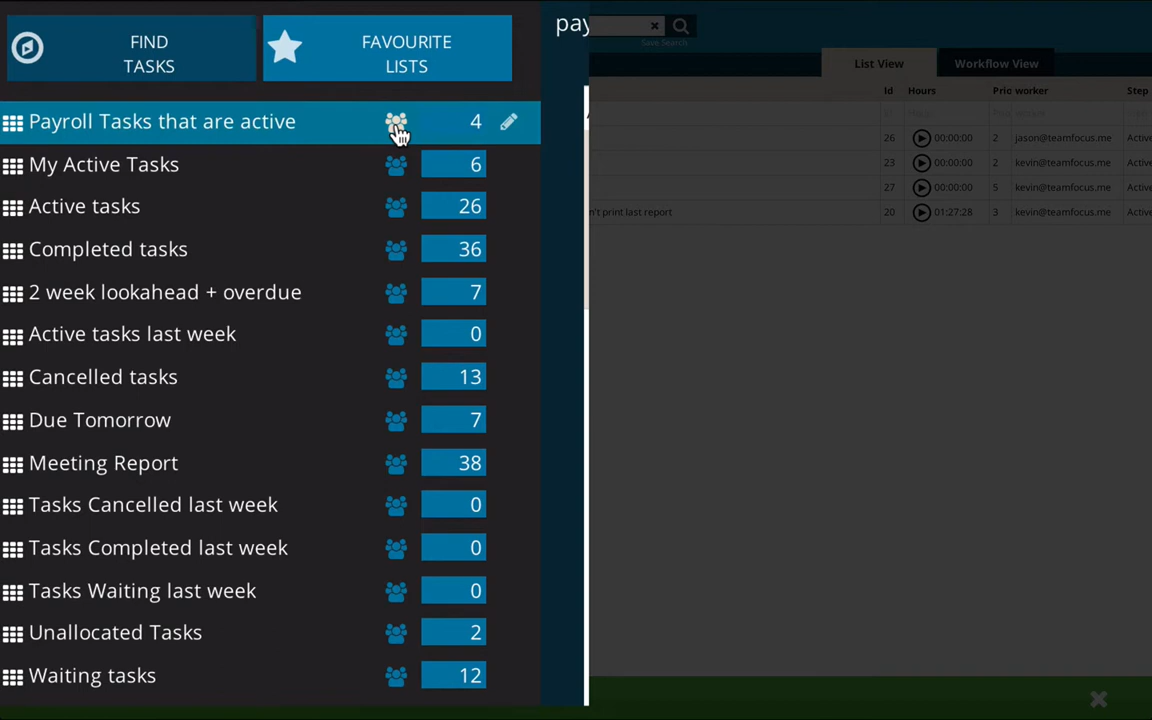 FIND
TASKS
FAVOURITE
LISTS
pay
Save Search
List View
Workflow View
Id Hours Pric worker Step
Payroll Tasks that are active 4
My Active Tasks 6
Active tasks 26
Completed tasks 36
2 week lookahead + overdue 7
Active tasks last week 0
Cancelled tasks 13
Due Tomorrow 7
Meeting Report 38
Tasks Cancelled last week 0
Tasks Completed last week 0
Tasks Waiting last week 0
Unallocated Tasks 2
Waiting tasks 12
26 00:00:00 2 jason@teamfocus.me Active
23 00:00:00 2 kevin@teamfocus.me Active
27 00:00:00 5 kevin@teamfocus.me Active
n't print last report 20 01:27:28 3 kevin@teamfocus.me Active